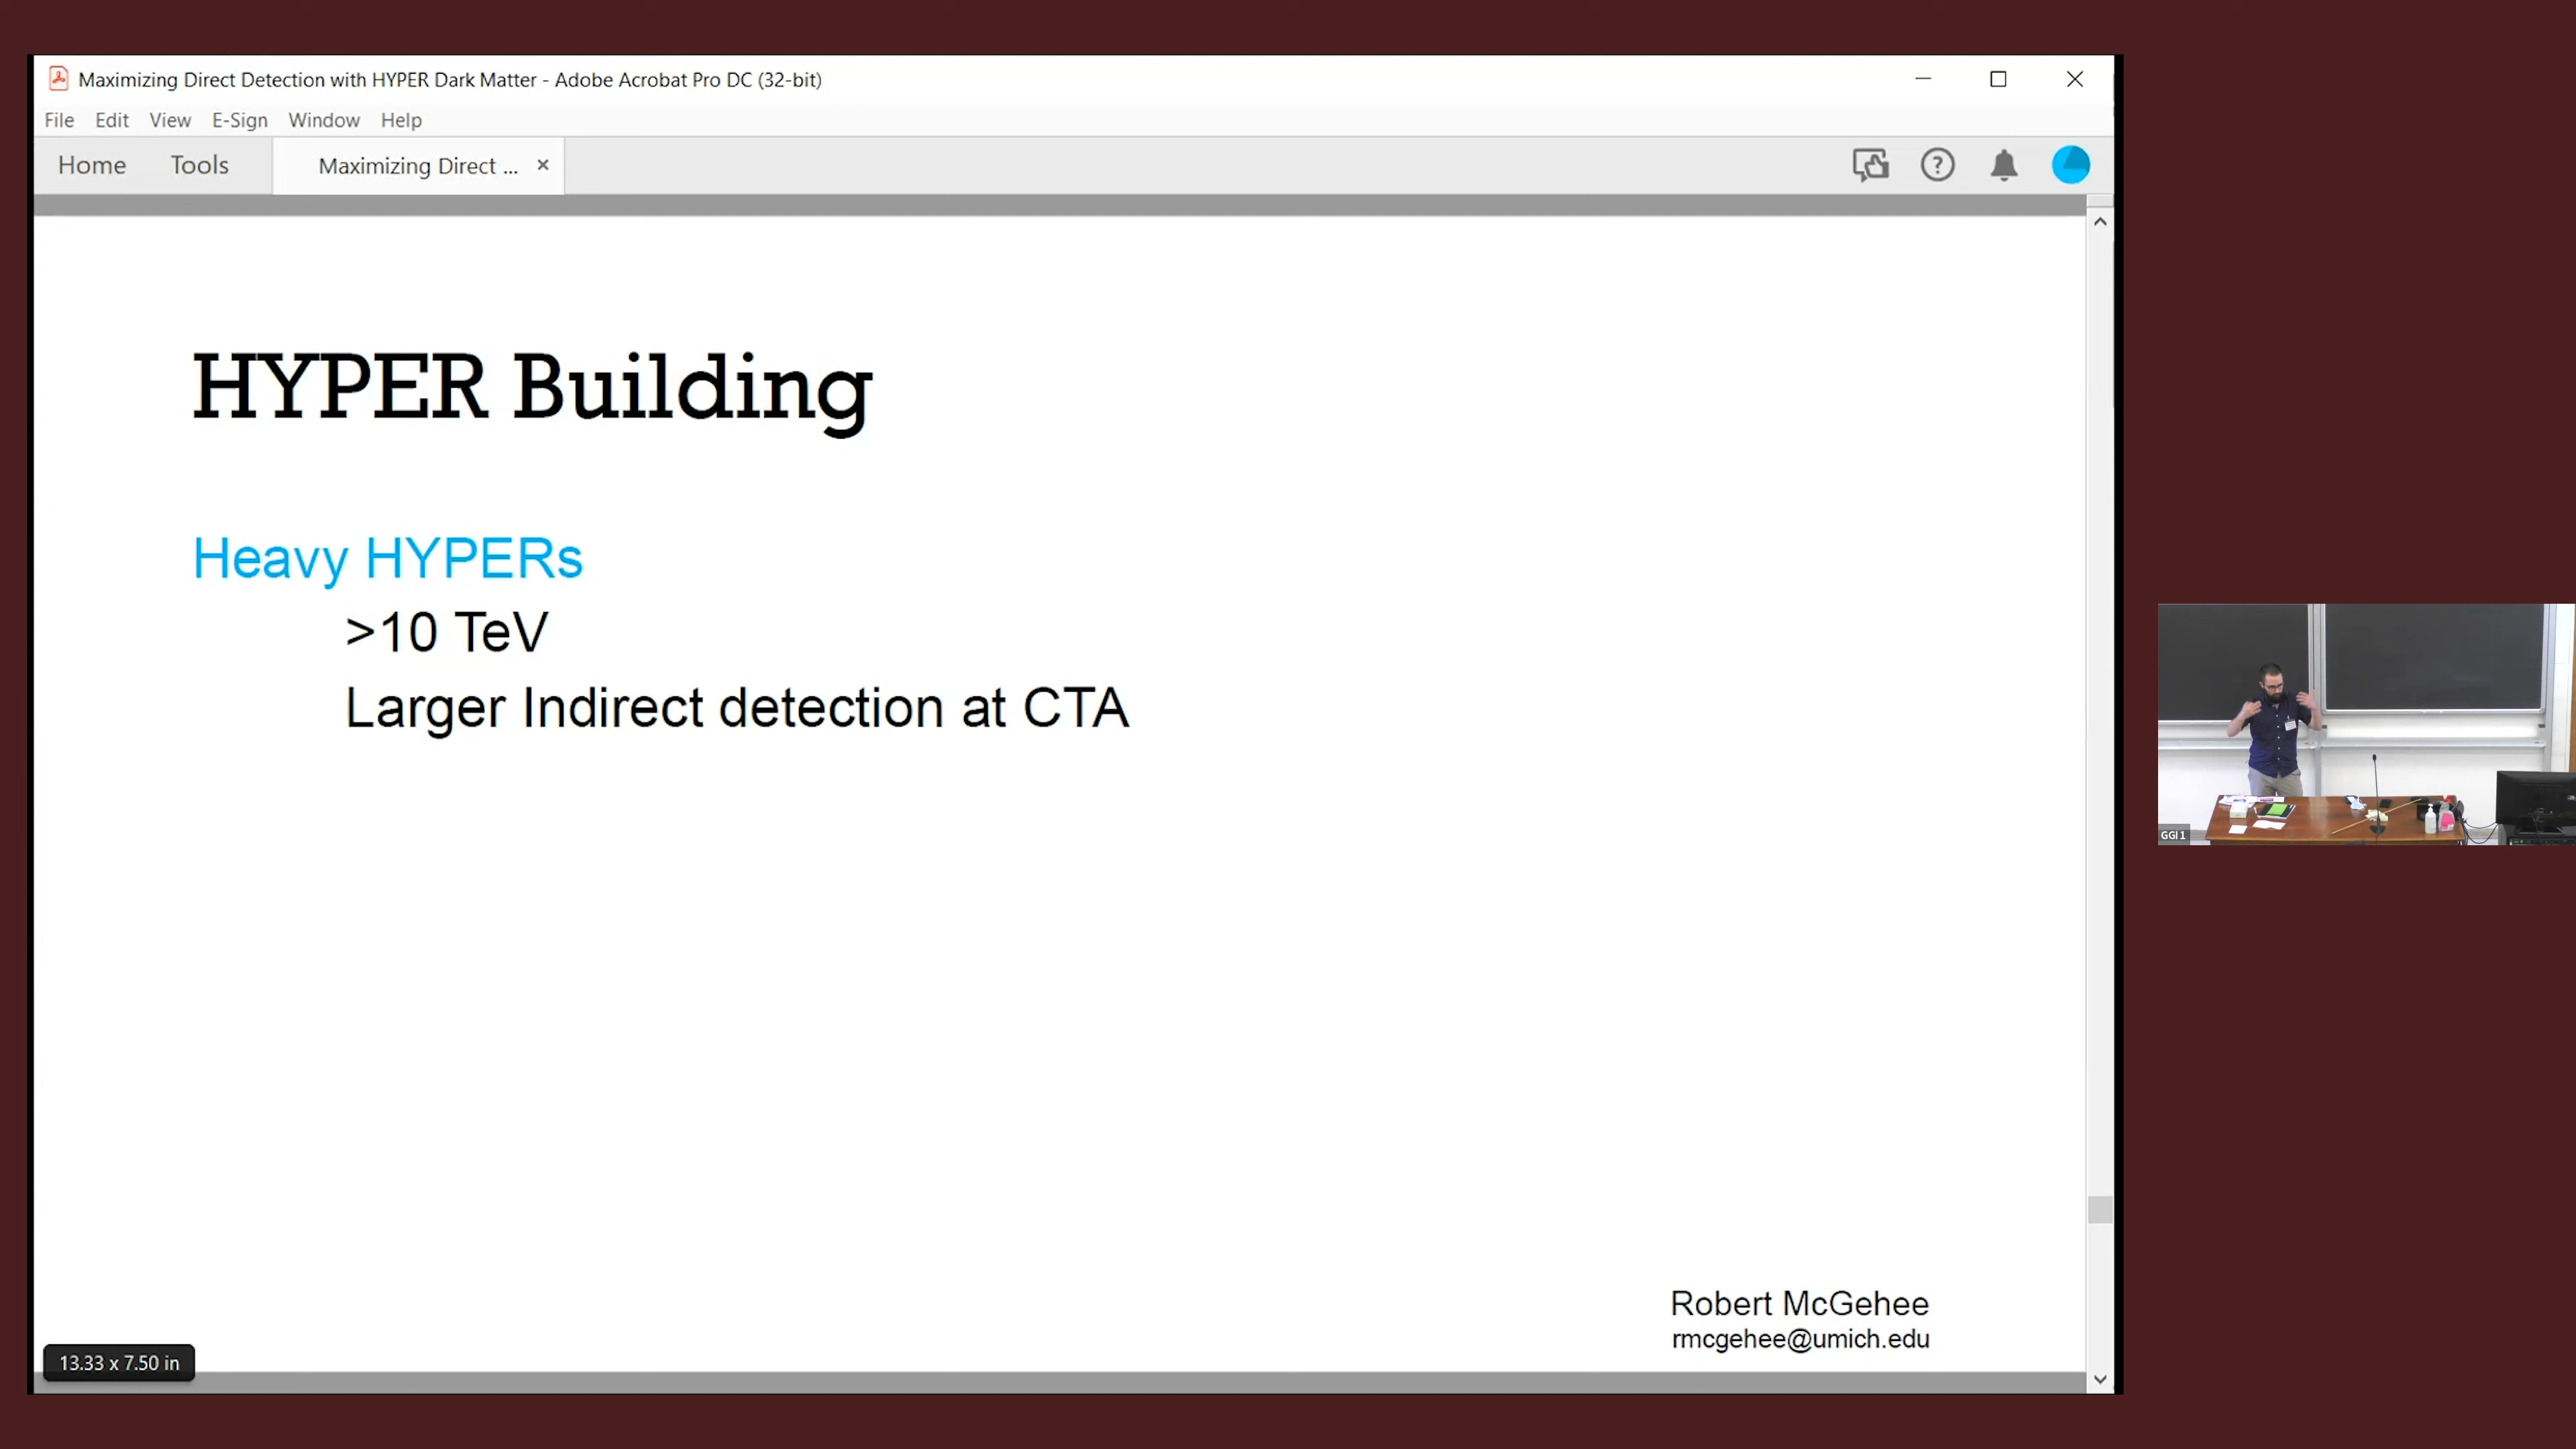 Maximizing Direct Detection with HYPER Dark Matter - Adobe Acrobat Pro DC (32-bit)
File Edit View E-Sign Window Help
Home Tools Maximizing Direct ...
HYPER Building
Heavy HYPERs
>10 TeV
Larger Indirect detection at CTA
GGI 1
Robert McGehee
rmcgehee@umich.edu
13.33 x 7.50 in